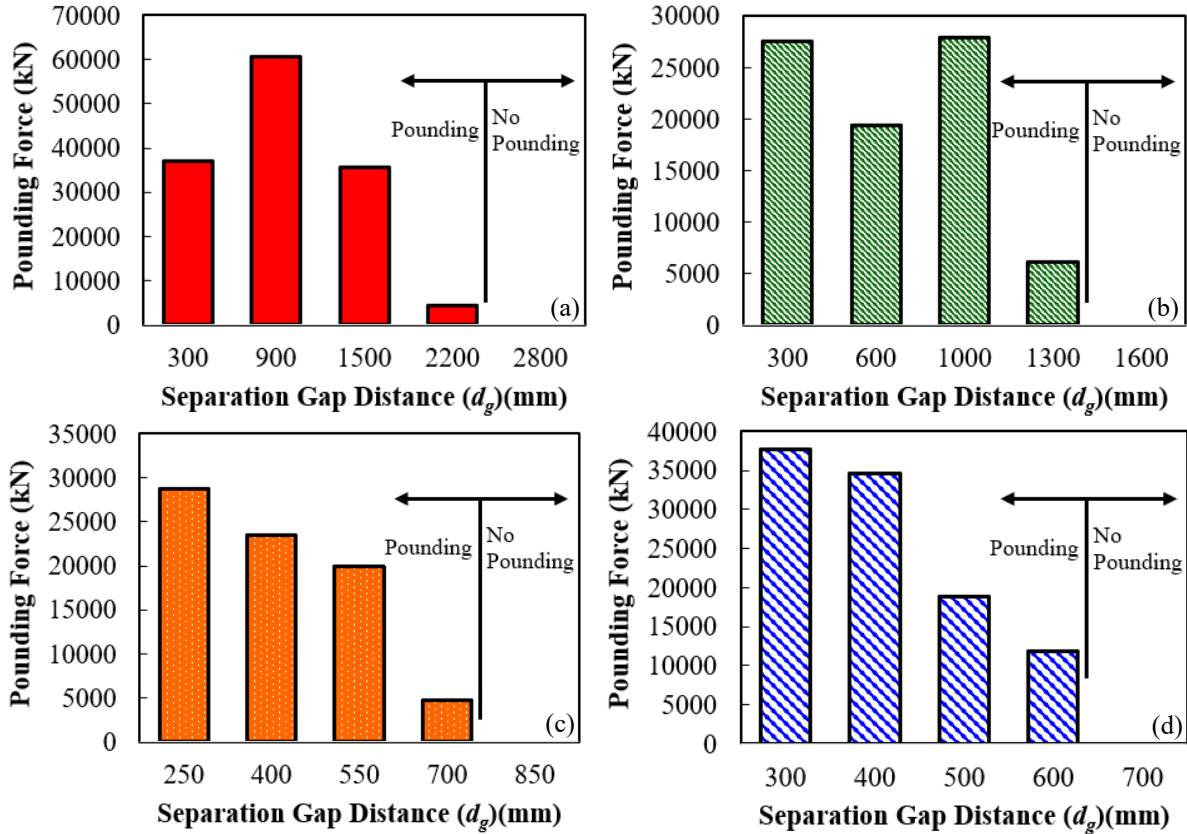 Pounding Force (kN)
70000
60000
50000
40000
30000
20000
10000
0
Pounding
No
Pounding
(a)
300 900 1500 2200 2800
Separation Gap Distance (dg)(mm)
Pounding Force (kN)
30000
25000
20000
15000
10000
5000
0
Pounding
No
Pounding
(b)
300 600 1000 1300 1600
Separation Gap Distance (dg)(mm)
Pounding Force (kN)
35000
30000
25000
20000
15000
10000
5000
0
Pounding
No
Pounding
(c)
250 400 550 700 850
Separation Gap Distance (dg)(mm)
Pounding Force (kN)
40000
35000
30000
25000
20000
15000
10000
5000
0
Pounding
No
Pounding
(d)
300 400 500 600 700
Separation Gap Distance (dg)(mm)